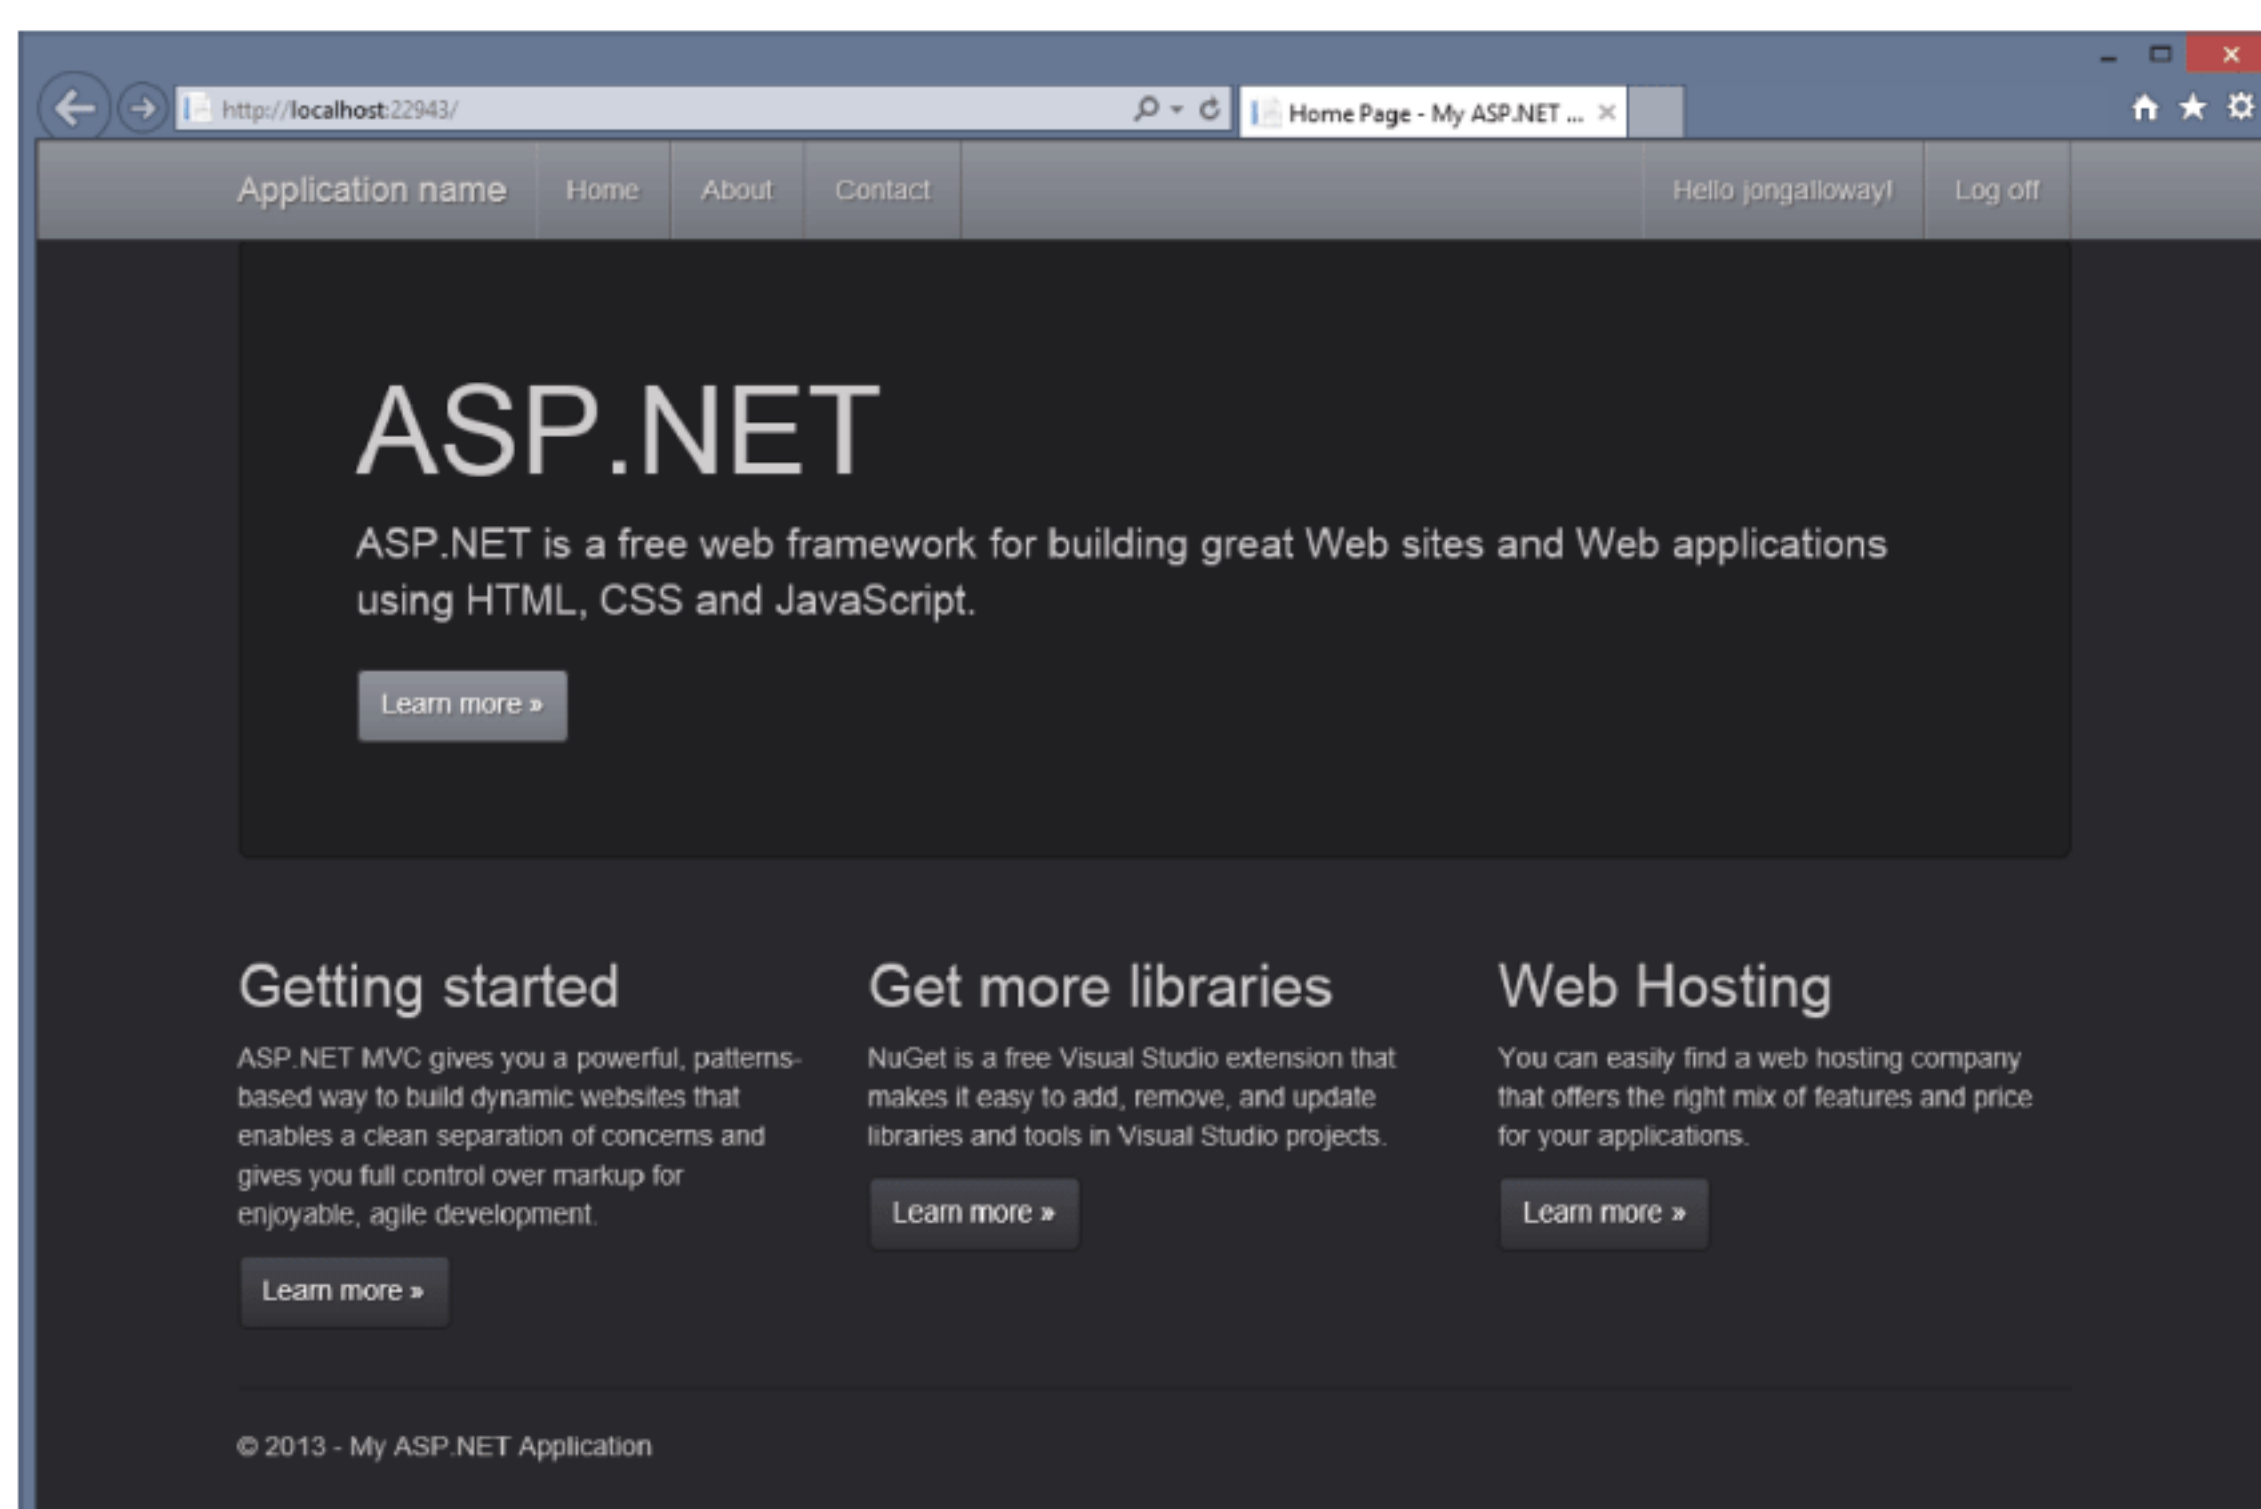 http://localhost:22943/
Home Page - My ASP.NET ...
Application name Home About Contact Hello jongalloway! Log off
ASP.NET
ASP.NET is a free web framework for building great Web sites and Web applications
using HTML, CSS and JavaScript.
Learn more »
Getting started
ASP.NET MVC gives you a powerful, patterns-
based way to build dynamic websites that
enables a clean separation of concerns and
gives you full control over markup for
enjoyable, agile development.
Learn more »
Get more libraries
NuGet is a free Visual Studio extension that
makes it easy to add, remove, and update
libraries and tools in Visual Studio projects.
Learn more »
Web Hosting
You can easily find a web hosting company
that offers the right mix of features and price
for your applications.
Learn more »
© 2013 - My ASP.NET Application